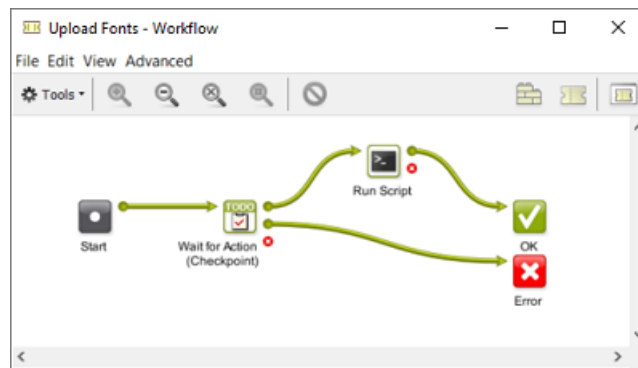 Upload Fonts - Workflow
File Edit View Advanced
Tools
Run Script
TODO
Start
Wait for Action
(Checkpoint)
OK
Error